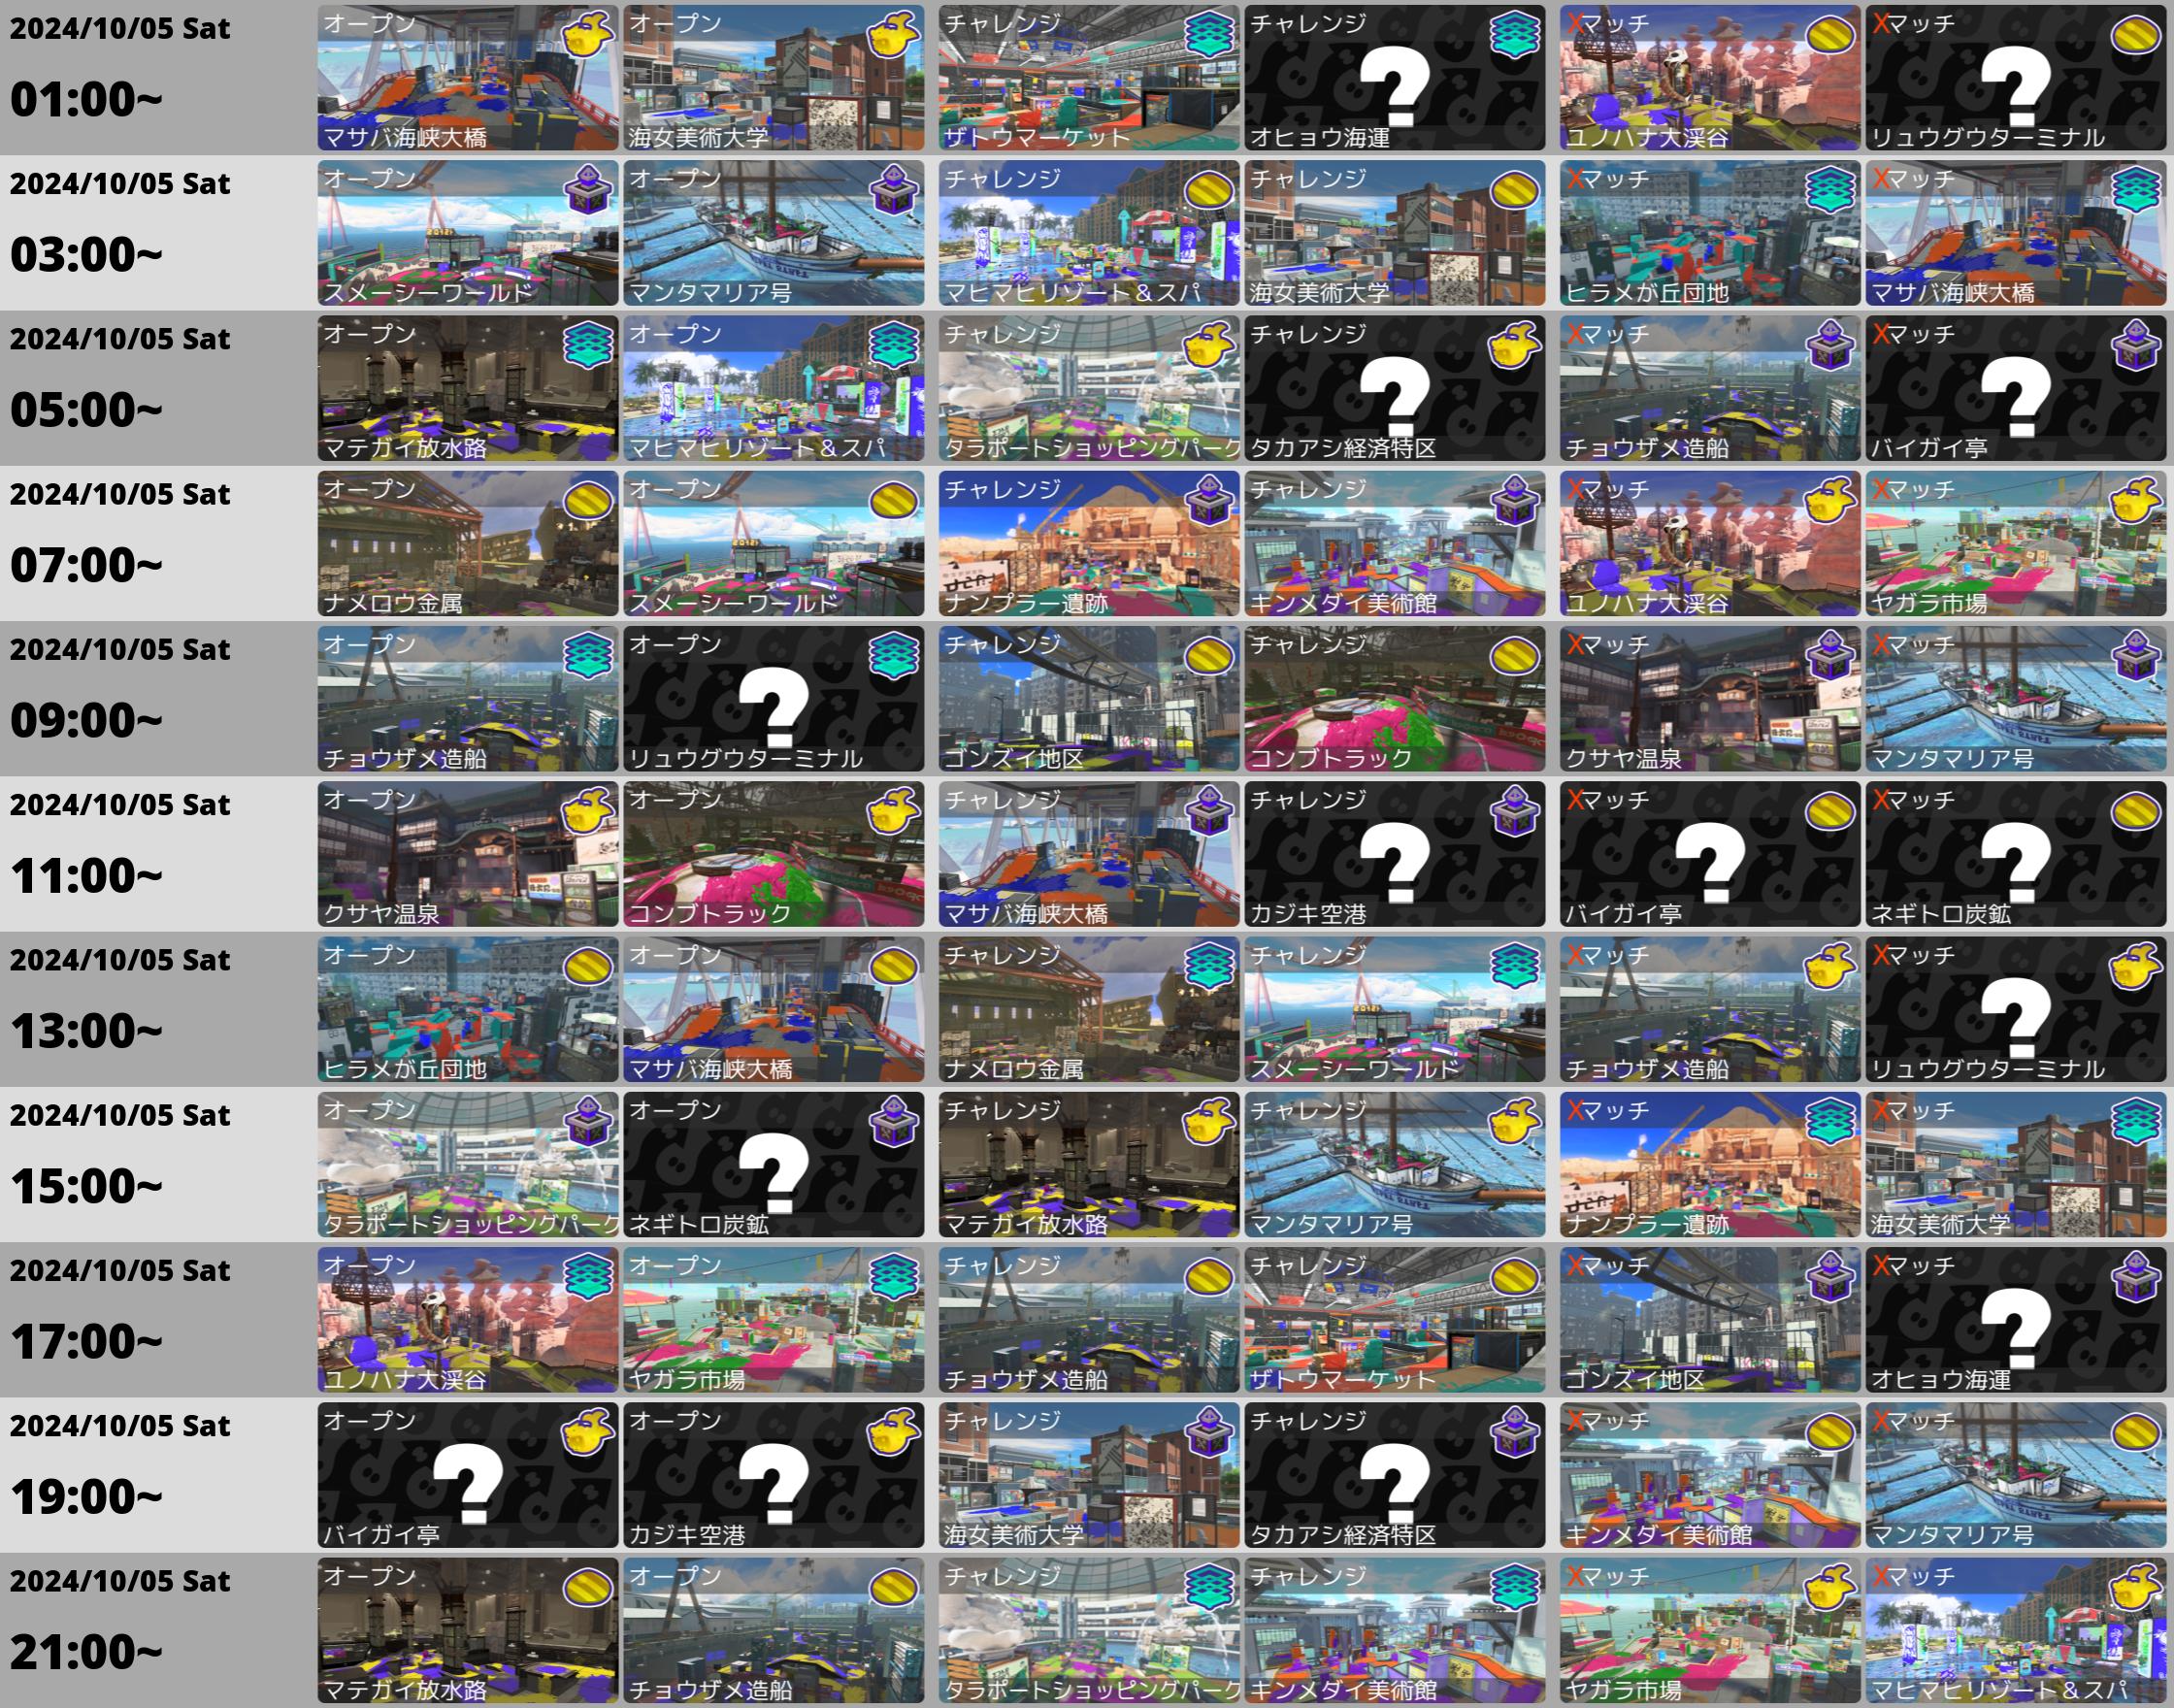 2024/10/05 Sat
01:00~
オープン
マサバ海峡大橋
オープン
海女美術大学
チャレンジ
ザトウマーケット
チャレンジ
オヒョウ海運
Xマッチ
ユノハナ大渓谷
Xマッチ
リュウグウターミナル
2024/10/05 Sat
03:00~
オープン
スメーシーワールド
オープン
マンタマリア号
チャレンジ
マヒマヒリゾート＆スパ
チャレンジ
海女美術大学
Xマッチ
ヒラメが丘団地
Xマッチ
マサバ海峡大橋
2024/10/05 Sat
05:00~
オープン
マテガイ放水路
オープン
マヒマヒリゾート＆スパ
チャレンジ
タラポートショッピングパーク
チャレンジ
タカアシ経済特区
Xマッチ
チョウザメ造船
Xマッチ
バイガイ亭
2024/10/05 Sat
07:00~
オープン
ナメロウ金属
オープン
スメーシーワールド
チャレンジ
ナンプラー遺跡
チャレンジ
キンメダイ美術館
Xマッチ
ユノハナ大渓谷
Xマッチ
ヤガラ市場
2024/10/05 Sat
09:00~
オープン
チョウザメ造船
オープン
リュウグウターミナル
チャレンジ
ゴンズイ地区
チャレンジ
コンブトラック
Xマッチ
クサヤ温泉
Xマッチ
マンタマリア号
2024/10/05 Sat
11:00~
オープン
クサヤ温泉
オープン
コンブトラック
チャレンジ
マサバ海峡大橋
チャレンジ
カジキ空港
Xマッチ
バイガイ亭
Xマッチ
ネギトロ炭鉱
2024/10/05 Sat
13:00~
オープン
ヒラメが丘団地
オープン
マサバ海峡大橋
チャレンジ
ナメロウ金属
チャレンジ
スメーシーワールド
Xマッチ
チョウザメ造船
Xマッチ
リュウグウターミナル
2024/10/05 Sat
15:00~
オープン
タラポートショッピングパーク
オープン
ネギトロ炭鉱
チャレンジ
マテガイ放水路
チャレンジ
マンタマリア号
Xマッチ
ナンプラー遺跡
Xマッチ
海女美術大学
2024/10/05 Sat
17:00~
オープン
ユノハナ大渓谷
オープン
ヤガラ市場
チャレンジ
チョウザメ造船
チャレンジ
ザトウマーケット
Xマッチ
ゴンズイ地区
Xマッチ
オヒョウ海運
2024/10/05 Sat
19:00~
オープン
バイガイ亭
オープン
カジキ空港
チャレンジ
海女美術大学
チャレンジ
タカアシ経済特区
Xマッチ
キンメダイ美術館
Xマッチ
マンタマリア号
2024/10/05 Sat
21:00~
オープン
マテガイ放水路
オープン
チョウザメ造船
チャレンジ
タラポートショッピングパーク
チャレンジ
キンメダイ美術館
Xマッチ
ヤガラ市場
Xマッチ
マヒマヒリゾート＆スパ